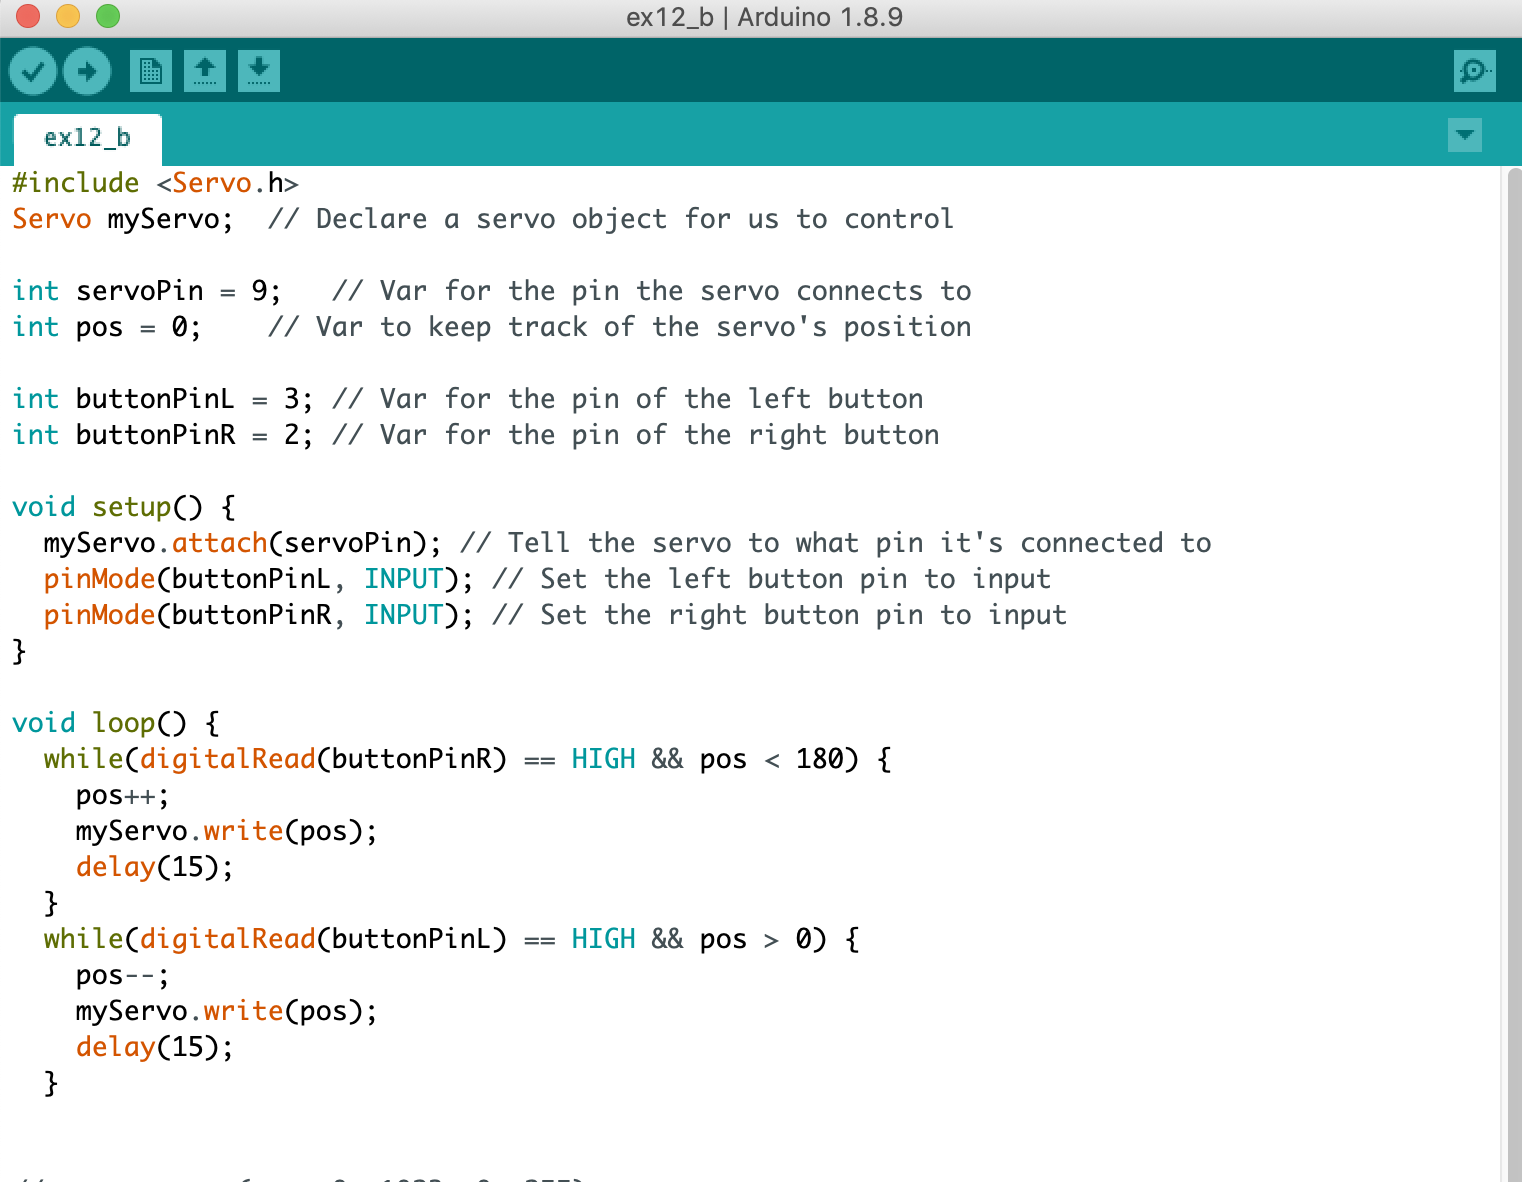 ex12_b | Arduino 1.8.9
ex12_b
#include <Servo.h>
Servo myServo;  // Declare a servo object for us to control
int servoPin = 9;   // Var for the pin the servo connects to
int pos = 0;    // Var to keep track of the servo's position
int buttonPinL = 3; // Var for the pin of the left button
int buttonPinR = 2; // Var for the pin of the right button
void setup() {
  myServo.attach(servoPin); // Tell the servo to what pin it's connected to
  pinMode(buttonPinL, INPUT); // Set the left button pin to input
  pinMode(buttonPinR, INPUT); // Set the right button pin to input
}
void loop() {
  while(digitalRead(buttonPinR) == HIGH && pos < 180) {
    pos++;
    myServo.write(pos);
    delay(15);
  }
  while(digitalRead(buttonPinL) == HIGH && pos > 0) {
    pos--;
    myServo.write(pos);
    delay(15);
  }